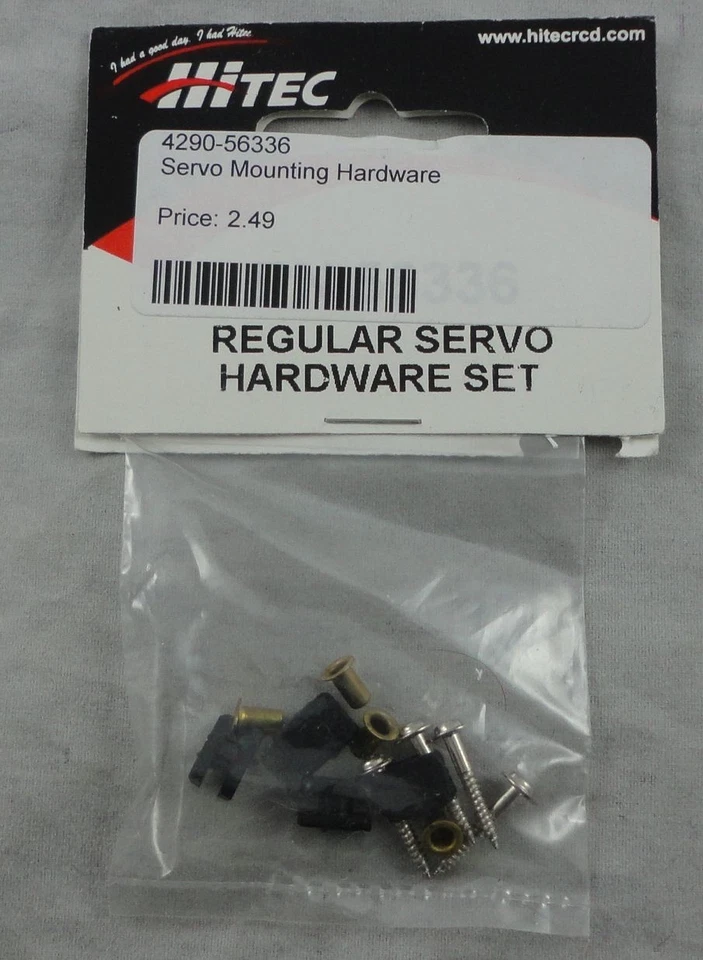 I had a good day. I had Hitec.
www.hitecrcd.com
HiTEC
4290-56336
Servo Mounting Hardware
Price: 2.49
336
REGULAR SERVO
HARDWARE SET